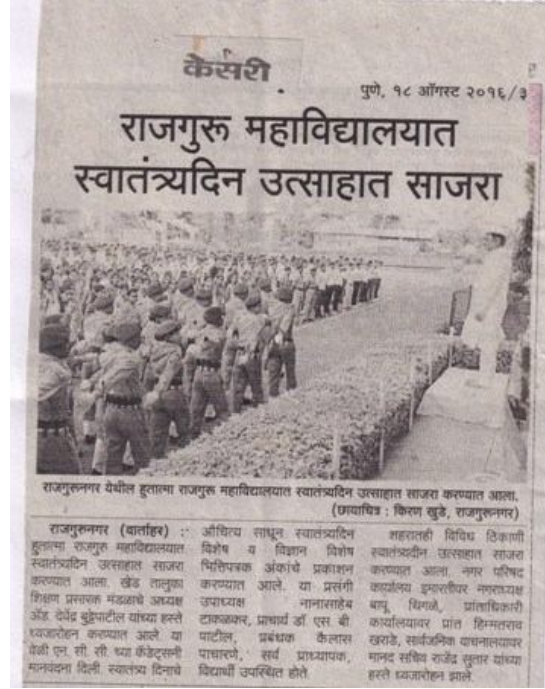 केसरी
पुणे, १८ ऑगस्ट २०१६/३
राजगुरू महाविद्यालयात
स्वातंत्र्यदिन उत्साहात साजरा
राजगुरूनगर येथील हुतात्मा राजगुरू महाविद्यालयात स्वातंत्र्यदिन उत्साहात साजरा करण्यात आला.
(छायाचित्र : किरण खुडे, राजगुरूनगर)
राजगुरूनगर (वार्ताहर) :
हुतात्मा राजगुरू महाविद्यालयात
स्वातंत्र्यदिन उत्साहात साजरा
करण्यात आला. खेड तालुका
शिक्षण प्रसारक मंडळाचे अध्यक्ष
अ‍ॅड. देवेंद्र बुट्टेपाटील यांच्या हस्ते
ध्वजारोहन करण्यात आले. या
वेळी एन. सी. सी. च्या कॅडेट्सनी
मानवंदना दिली. स्वातंत्र्य दिनाचे
औचित्य साधून स्वातंत्र्यदिन
विशेष व विज्ञान विशेष
भित्तिपत्रक अंकांचे प्रकाशन
करण्यात आले. या प्रसंगी
उपाध्यक्ष नानासाहेब
टाकळकर, प्राचार्य डॉ. एस बी
पाटील, प्रबंधक कैलास
पाचारणे, सर्व प्राध्यापक,
विद्यार्थी उपस्थित होते.
शहरातही विविध ठिकाणी
स्वातंत्र्यदीन उत्साहात साजरा
करण्यात आला. नगर परिषद
कार्यालय इमारतीवर नगराध्यक्ष
बापू थिगळे, प्रांताधिकारी
कार्यालयावर प्रांत हिम्मतराव
खराडे, सार्वजनिक वाचनालयावर
मानद सचिव राजेंद्र सुतार यांच्या
हस्ते ध्वजारोहन झाले.